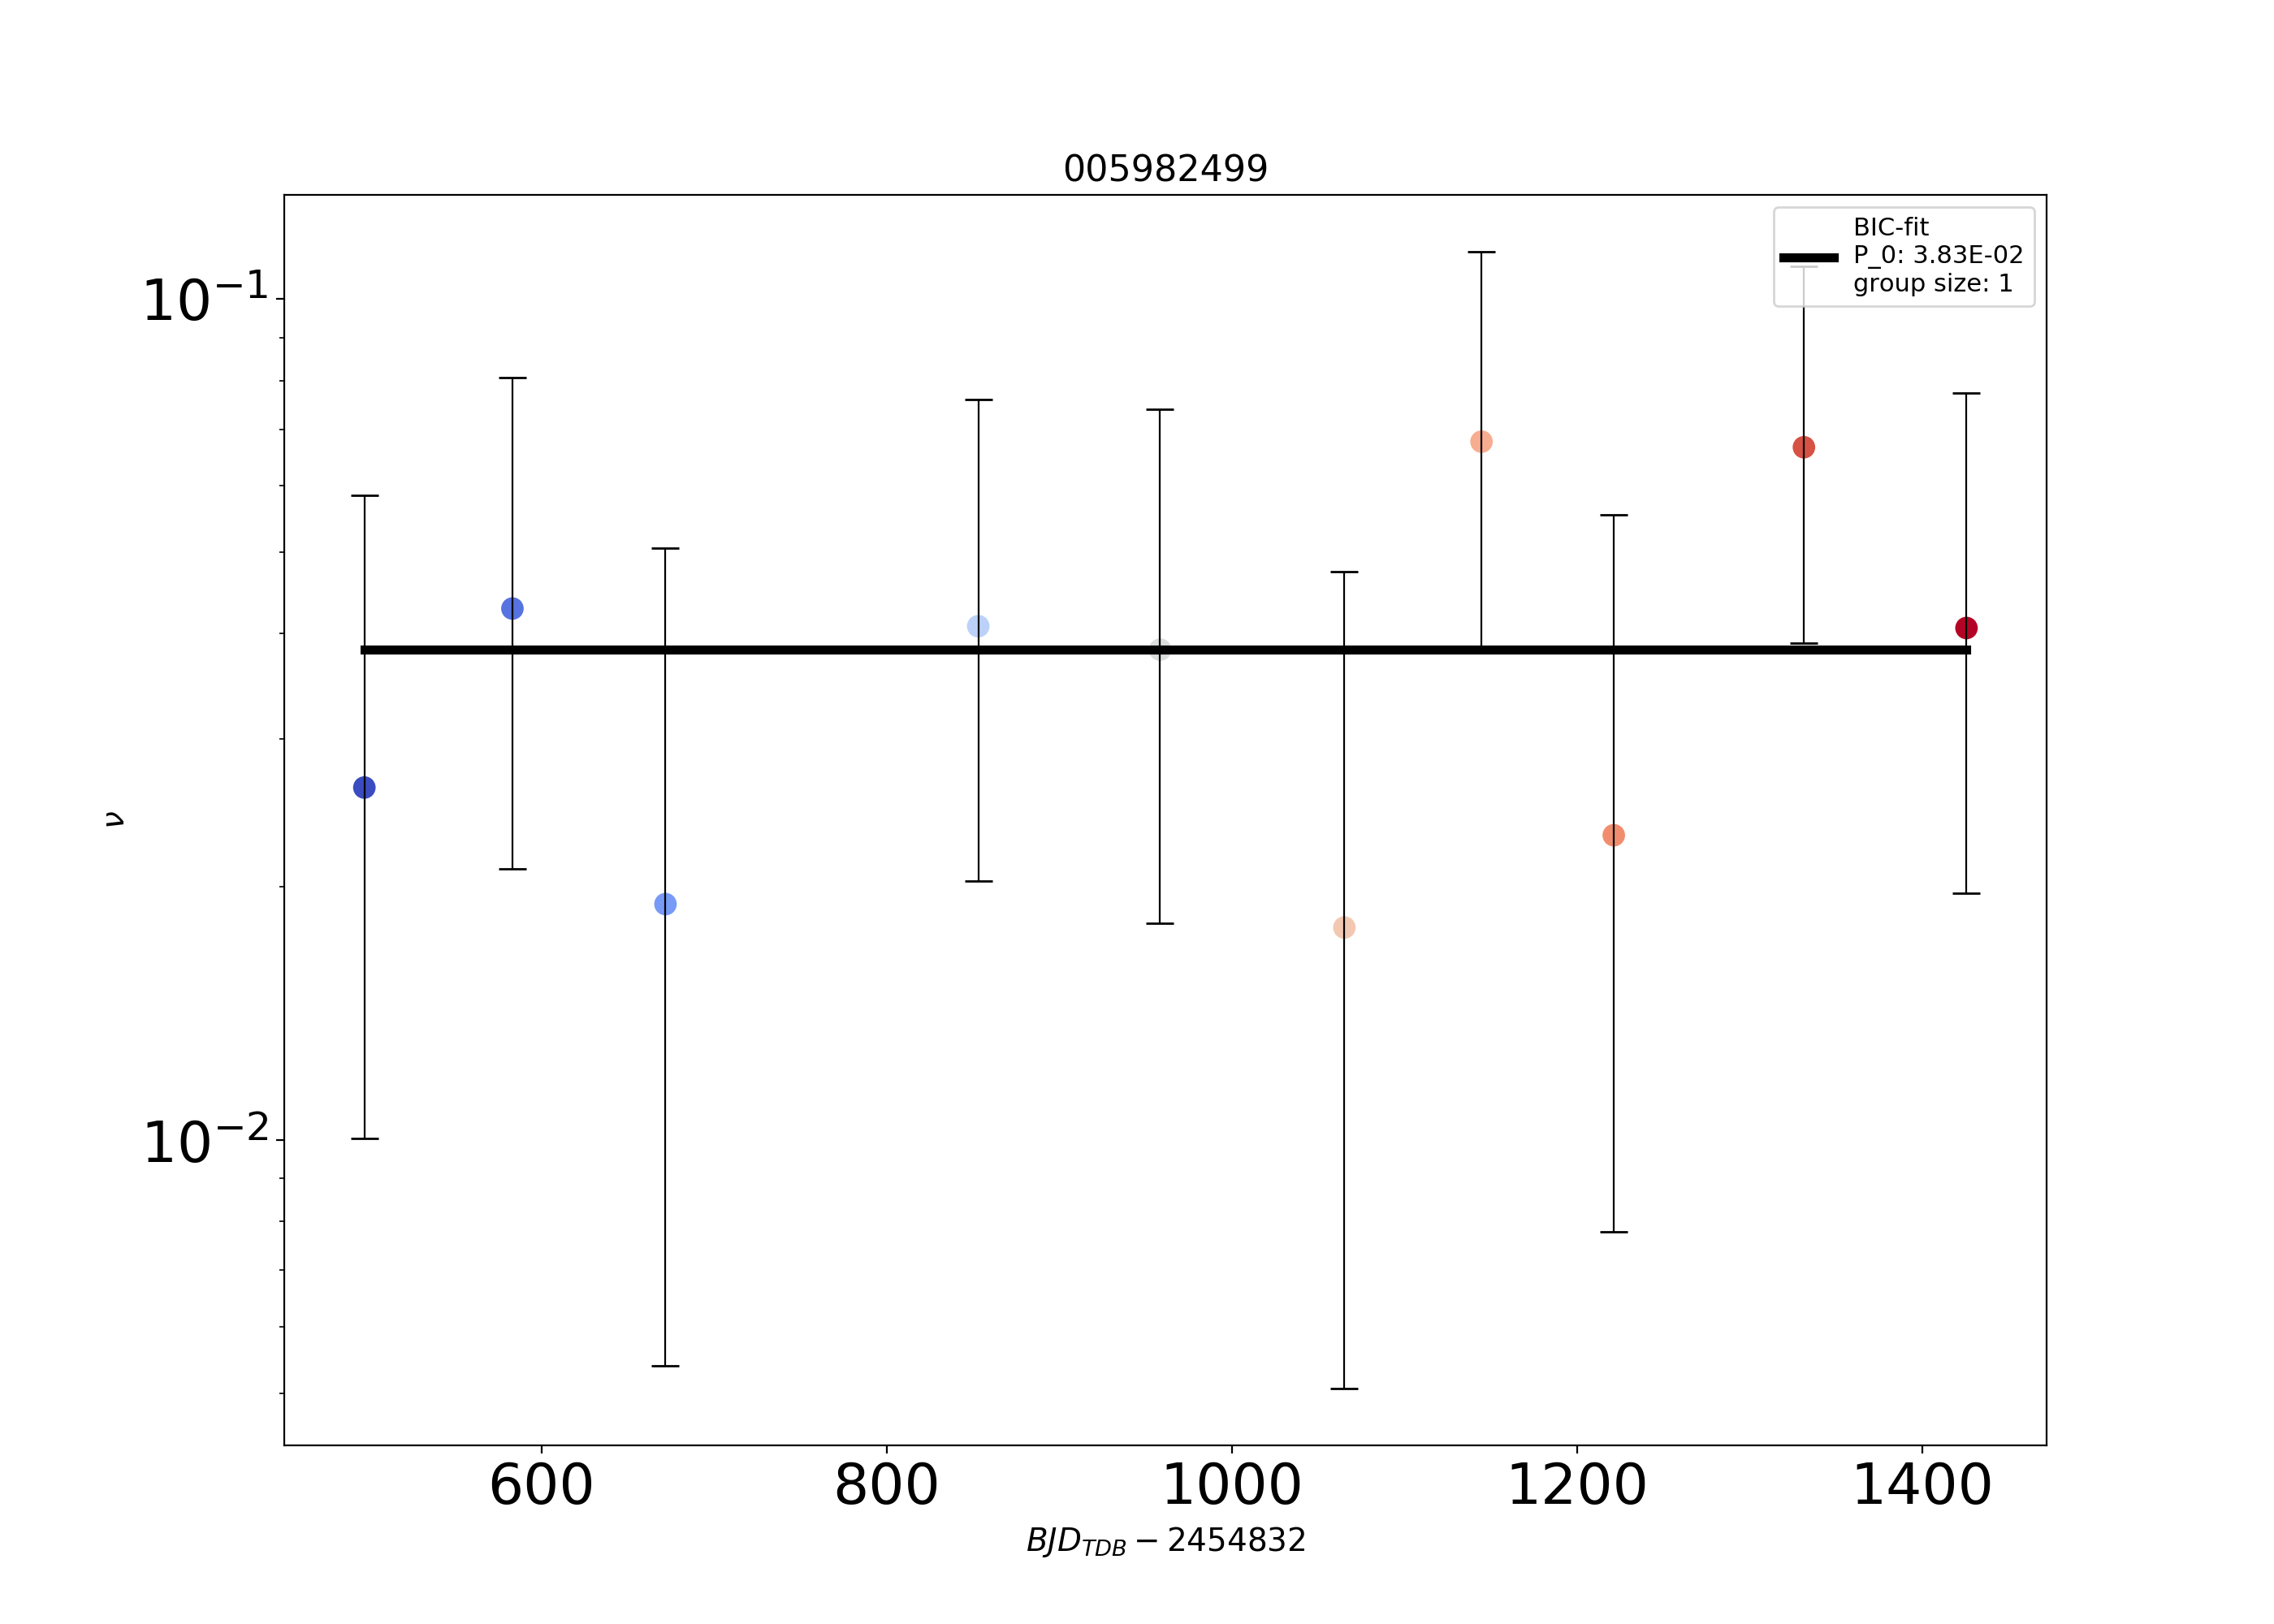 005982499
BIC-fit
P_0: 3.83E-02
group size: 1
10⁻¹
10⁻²
ν
600 800 1000 1200 1400
BJD_TDB − 2454832